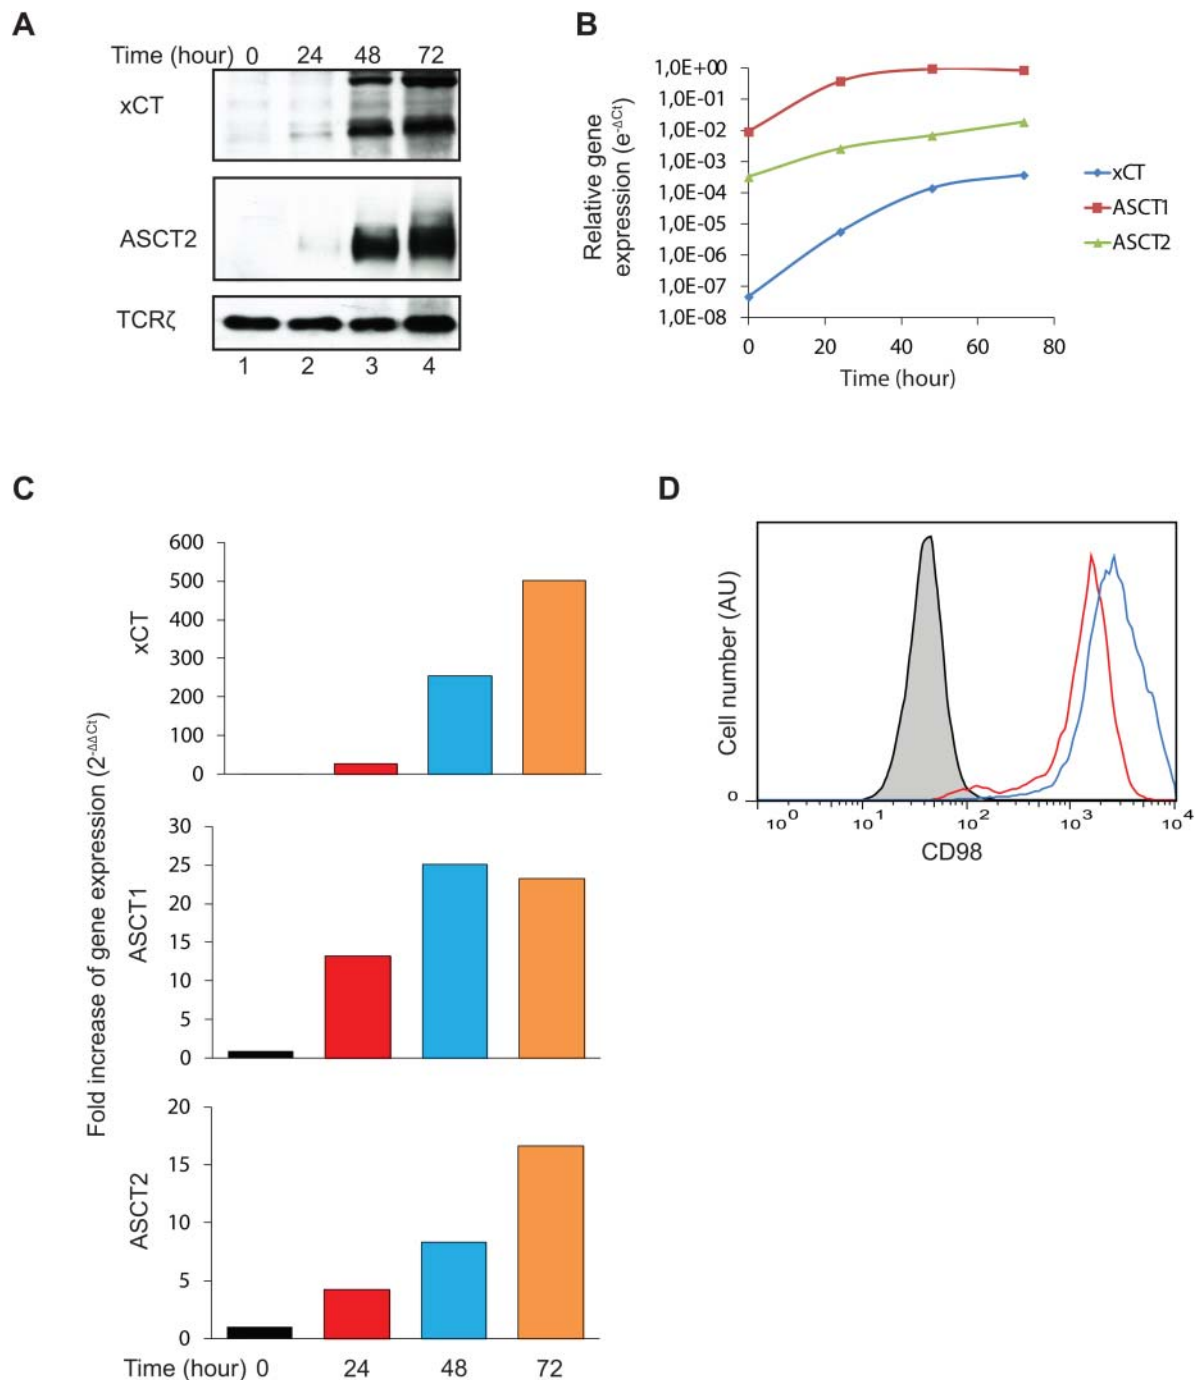 A
Time (hour) 0 24 48 72
xCT
ASCT2
TCRζ
1 2 3 4
B
Relative gene
expression (e-ΔCt)
1,0E+00
1,0E-01
1,0E-02
1,0E-03
1,0E-04
1,0E-05
1,0E-06
1,0E-07
1,0E-08
0 20 40 60 80
Time (hour)
xCT
ASCT1
ASCT2
C
Fold increase of gene expression (2-ΔΔCt)
xCT
600
500
400
300
200
100
0
ASCT1
30
25
20
15
10
5
0
ASCT2
20
15
10
5
0
Time (hour) 0 24 48 72
D
Cell number (AU)
0
100 101 102 103 104
CD98